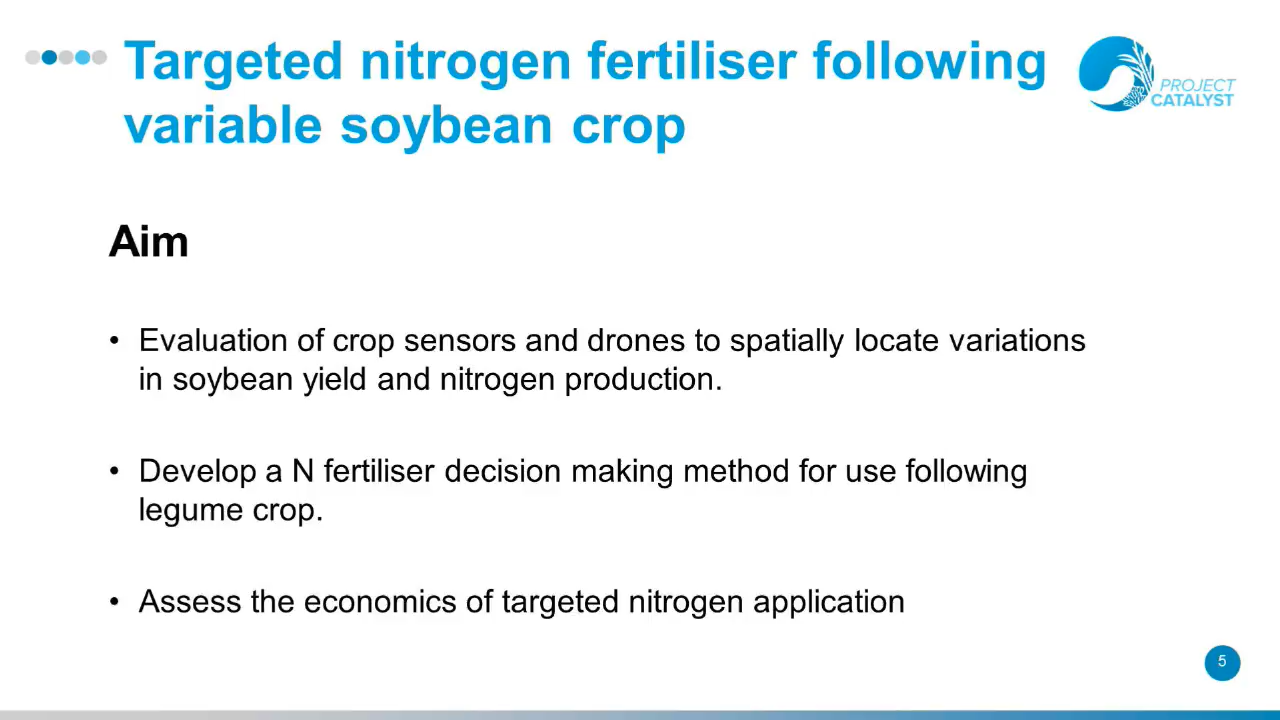 Targeted nitrogen fertiliser following
variable soybean crop
PROJECT
CATALYST
Aim
• Evaluation of crop sensors and drones to spatially locate variations
in soybean yield and nitrogen production.
• Develop a N fertiliser decision making method for use following
legume crop.
• Assess the economics of targeted nitrogen application
5